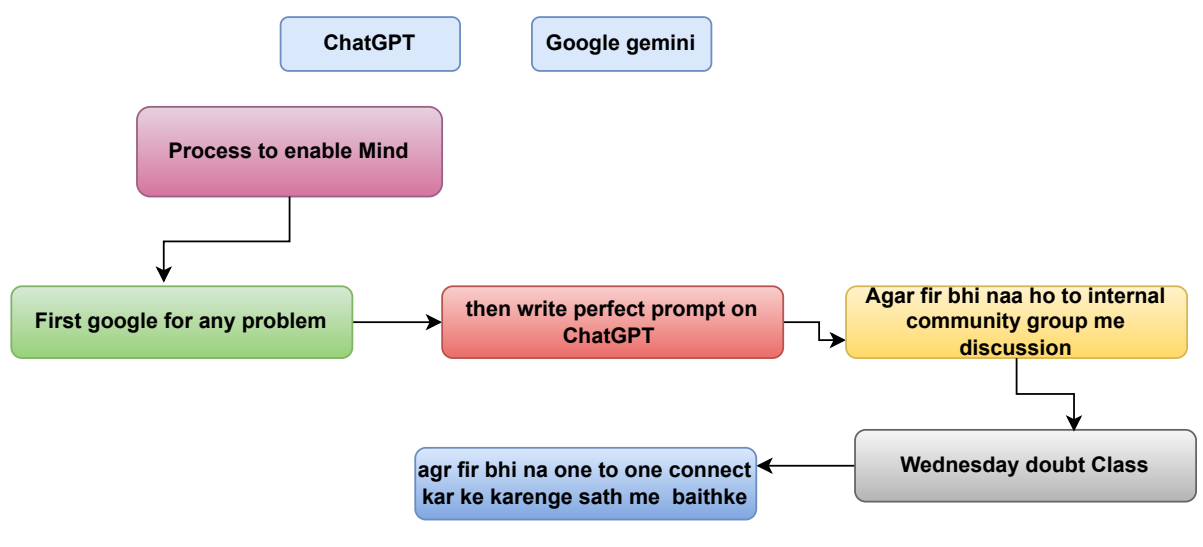 ChatGPT
Google gemini
Process to enable Mind
First google for any problem
then write perfect prompt on
ChatGPT
Agar fir bhi naa ho to internal
community group me
discussion
Wednesday doubt Class
agr fir bhi na one to one connect
kar ke karenge sath me baithke